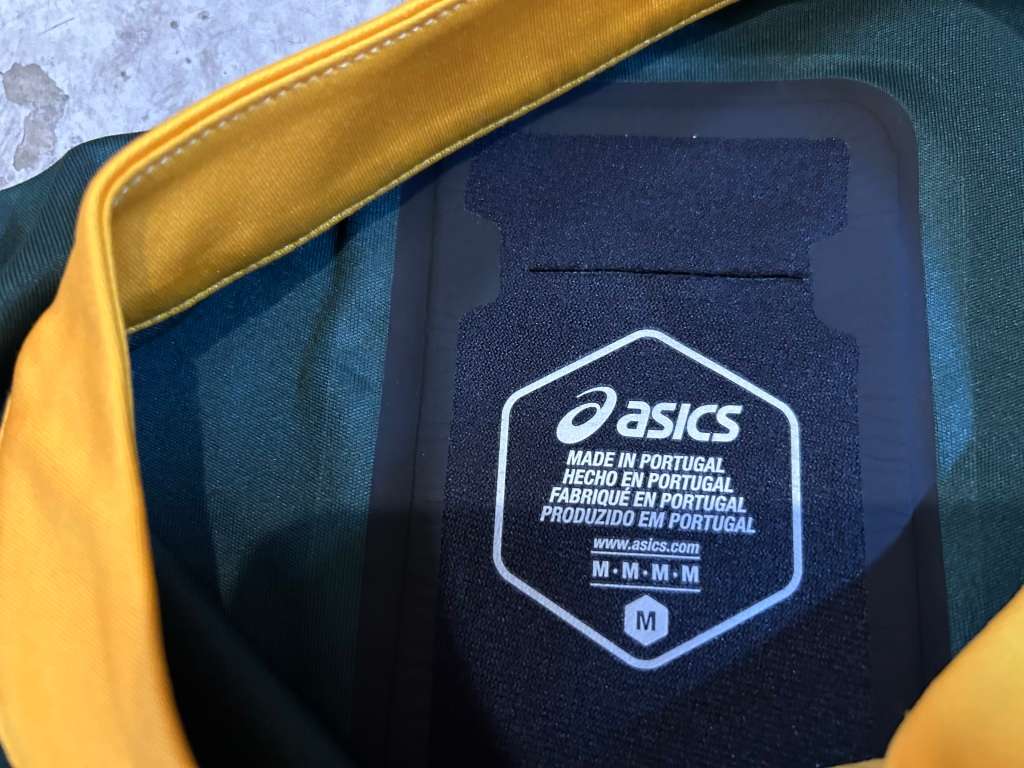 asics
MADE IN PORTUGAL
HECHO EN PORTUGAL
FABRIQUÉ EN PORTUGAL
PRODUZIDO EM PORTUGAL
www.asics.com
M·M·M·M
M